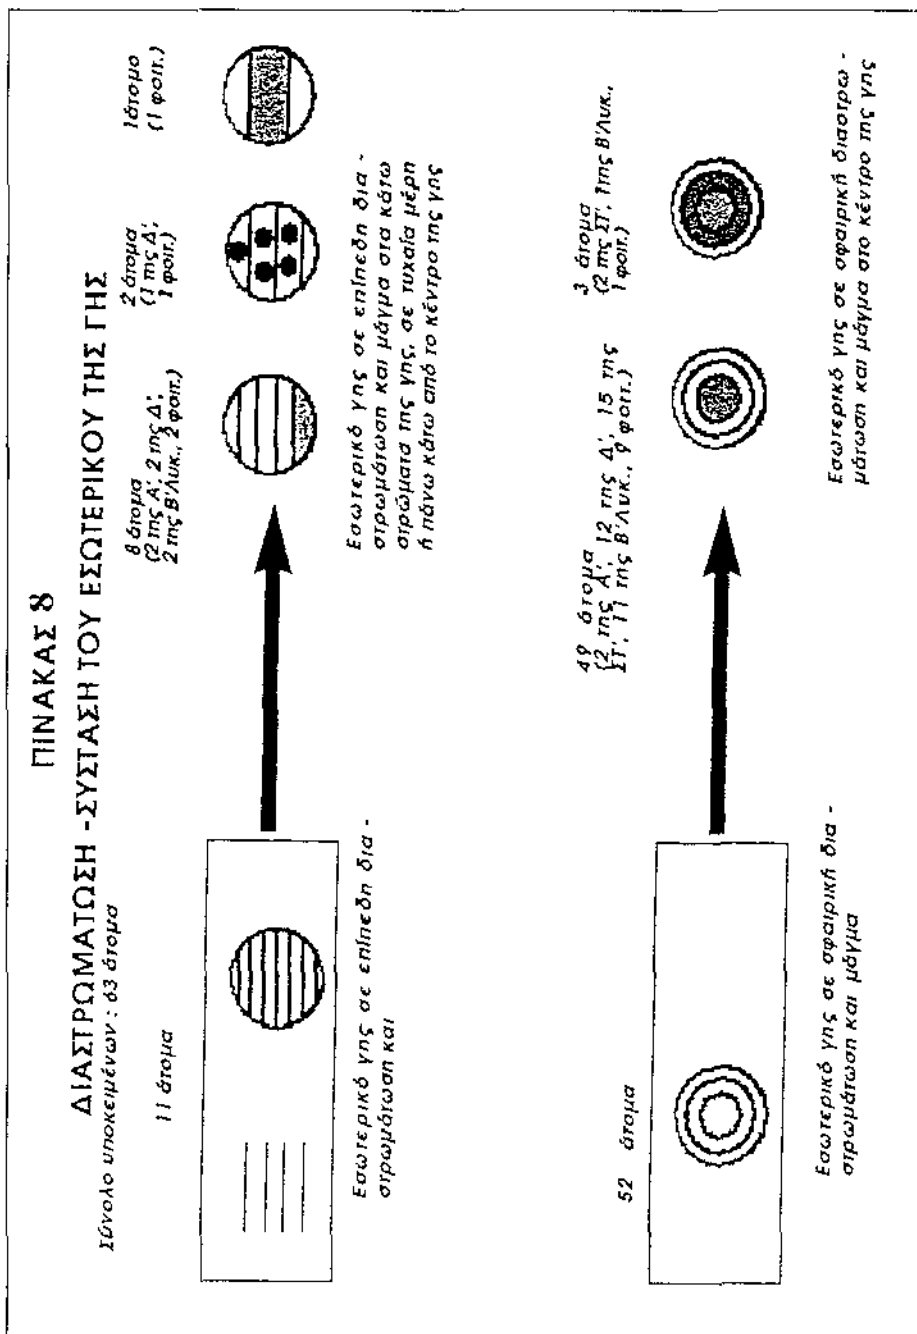 ΠΙΝΑΚΑΣ 8
ΔΙΑΣΤΡΩΜΑΤΩΣΗ -ΣΥΣΤΑΣΗ ΤΟΥ ΕΣΩΤΕΡΙΚΟΥ ΤΗΣ ΓΗΣ
Σύνολο υποκειμένων : 63 άτομα
11 άτομα
8 άτομα
(2 της Α΄, 2 της Δ΄,
2 της Β΄Λυκ., 2 φοιτ.)
2 άτομα
(1 της Δ΄,
1 φοιτ.)
1άτομο
(1 φοιτ.)
Εσωτερικό γης σε επίπεδη δια -
στρωμάτωση και
Εσωτερικό γης σε επίπεδη δια -
στρωμάτωση και μάγμα στα κάτω
στρώματα της γης, σε τυχαία μέρη
ή πάνω κάτω από το κέντρο της γης
52 άτομα
49 άτομα
(2 της Α΄, 12 της Δ΄, 15 της
ΣΤ΄, 11 της Β΄Λυκ., 9 φοιτ.)
3 άτομα
(2 της ΣΤ΄, 1της Β΄Λυκ.,
1 φοιτ.)
Εσωτερικό γης σε σφαιρική δια -
στρωμάτωση και μάγμα
Εσωτερικό γης σε σφαιρική διαστρω -
μάτωση και μάγμα στο κέντρο της γης